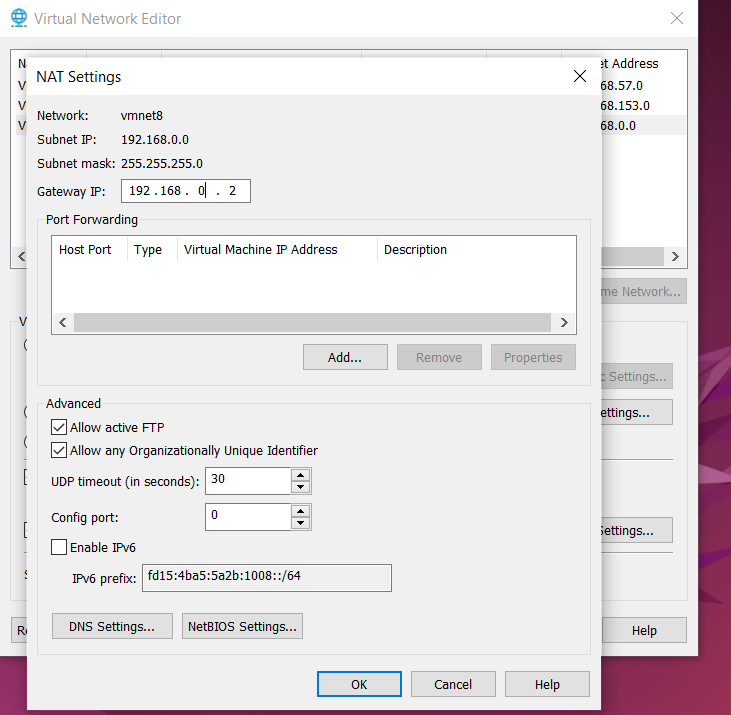 Virtual Network Editor
et Address
68.57.0
68.153.0
68.0.0
NAT Settings
Network: vmnet8
Subnet IP: 192.168.0.0
Subnet mask: 255.255.255.0
Gateway IP: 192 . 168 . 0 . 2
Port Forwarding
Host Port Type Virtual Machine IP Address Description
me Network...
Add... Remove Properties
c Settings...
Advanced
ettings...
Allow active FTP
Allow any Organizationally Unique Identifier
UDP timeout (in seconds): 30
Config port: 0
Settings...
Enable IPv6
IPv6 prefix: fd15:4ba5:5a2b:1008::/64
DNS Settings... NetBIOS Settings...
Re
Help
OK Cancel Help